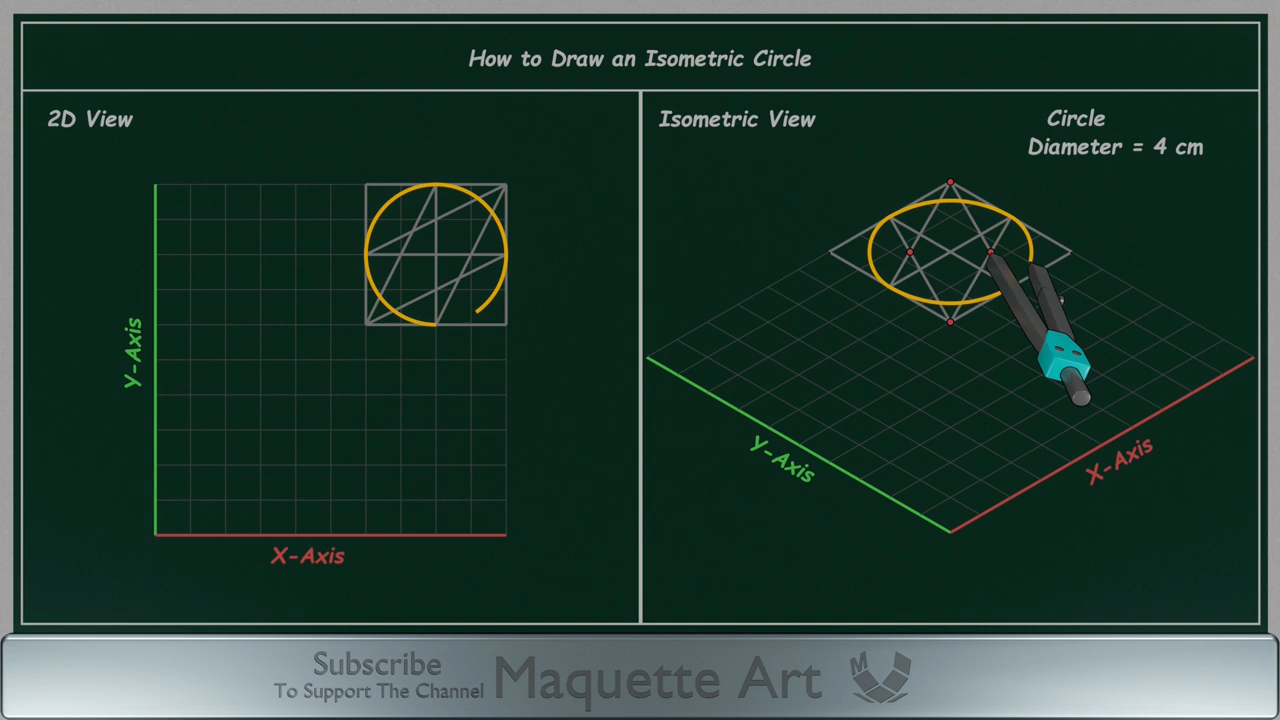 How to Draw an Isometric Circle
2D View
Isometric View
Circle
Diameter = 4 cm
Y-Axis
X-Axis
Y-Axis
X-Axis
Subscribe
To Support The Channel
Maquette Art
M